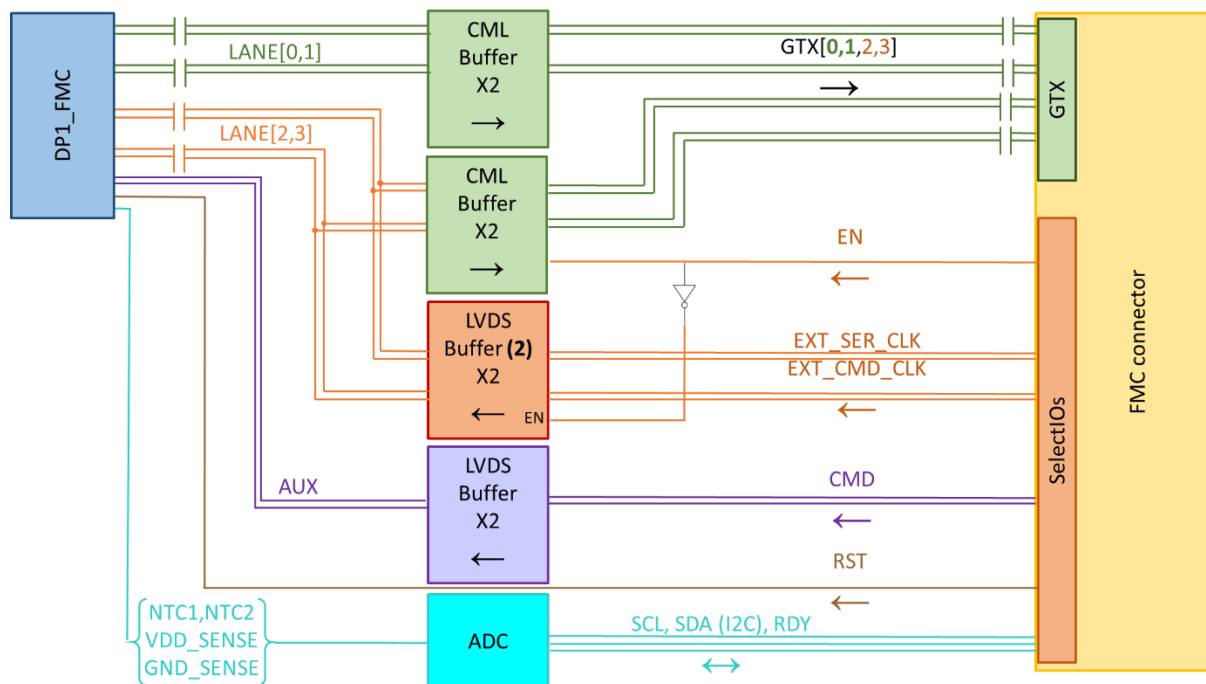 DP1_FMC
LANE[0,1]
LANE[2,3]
CML
Buffer
X2
→
GTX[0,1,2,3]
→
GTX
CML
Buffer
X2
→
EN
←
LVDS
Buffer (2)
X2
←
EN
EXT_SER_CLK
EXT_CMD_CLK
←
AUX
LVDS
Buffer
X2
←
CMD
←
RST
←
NTC1,NTC2
VDD_SENSE
GND_SENSE
ADC
SCL, SDA (I2C), RDY
↔
SelectIOs
FMC connector